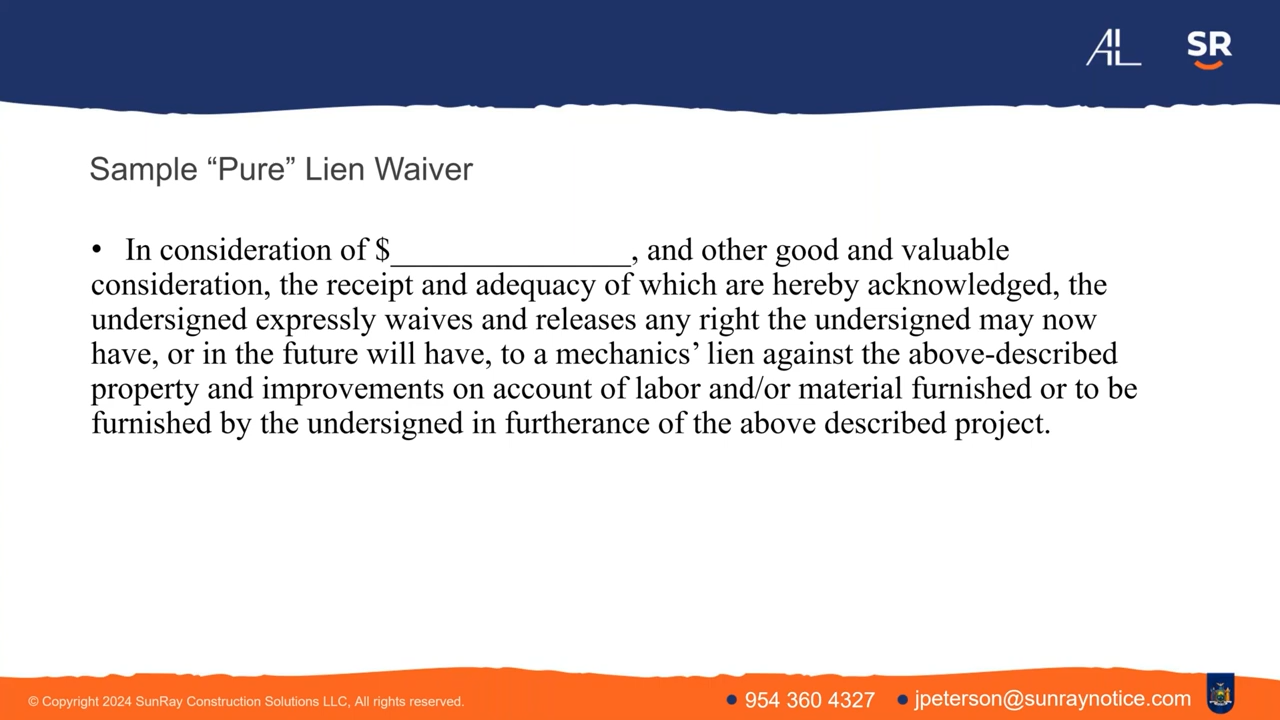 AL
SR
Sample “Pure” Lien Waiver
• In consideration of $_______________, and other good and valuable
consideration, the receipt and adequacy of which are hereby acknowledged, the
undersigned expressly waives and releases any right the undersigned may now
have, or in the future will have, to a mechanics’ lien against the above-described
property and improvements on account of labor and/or material furnished or to be
furnished by the undersigned in furtherance of the above described project.
© Copyright 2024 SunRay Construction Solutions LLC, All rights reserved.
• 954 360 4327 • jpeterson@sunraynotice.com